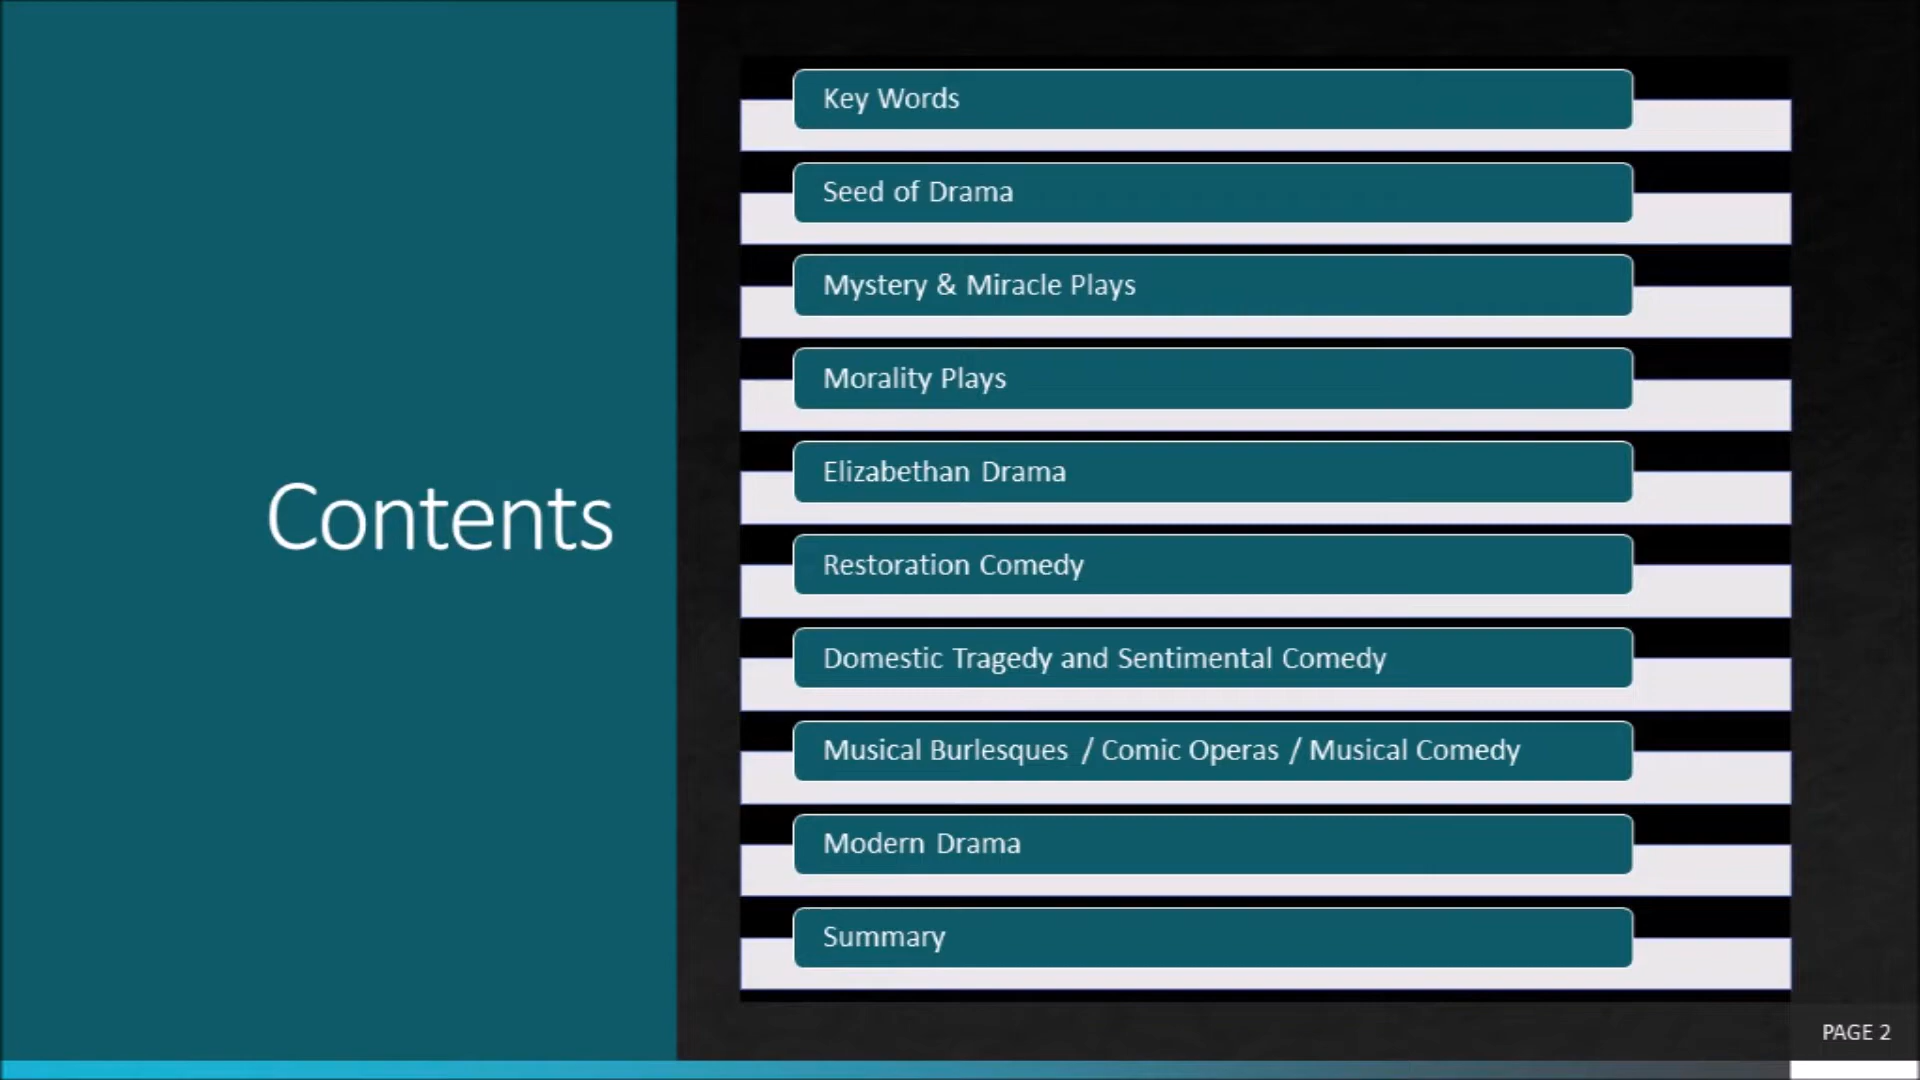 Contents
Key Words
Seed of Drama
Mystery & Miracle Plays
Morality Plays
Elizabethan Drama
Restoration Comedy
Domestic Tragedy and Sentimental Comedy
Musical Burlesques / Comic Operas / Musical Comedy
Modern Drama
Summary
PAGE 2